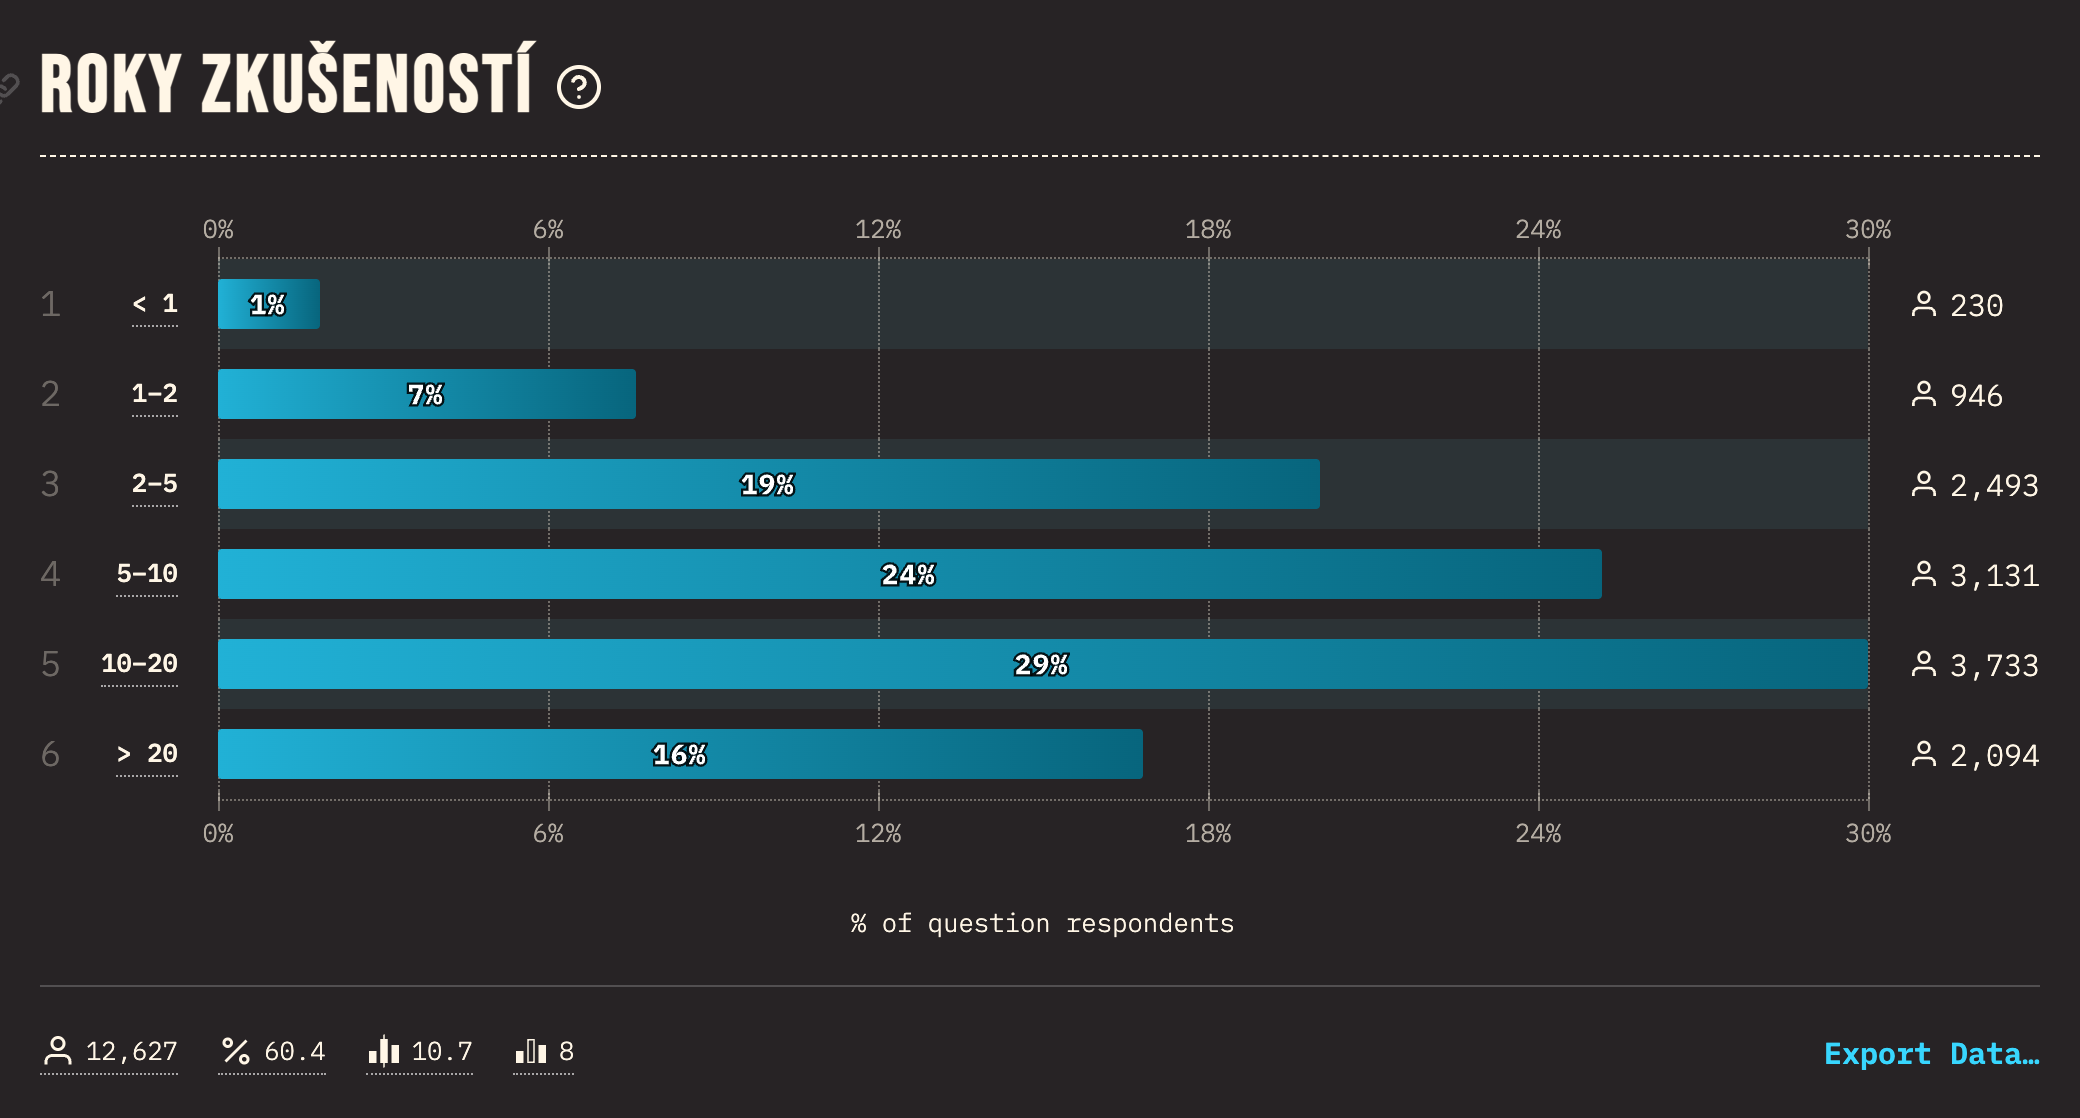 ROKY ZKUŠENOSTÍ ?
0% 6% 12% 18% 24% 30%
1 < 1 1% 230
2 1–2 7% 946
3 2–5 19% 2,493
4 5–10 24% 3,131
5 10–20 29% 3,733
6 > 20 16% 2,094
0% 6% 12% 18% 24% 30%
% of question respondents
12,627 % 60.4 10.7 8 Export Data…